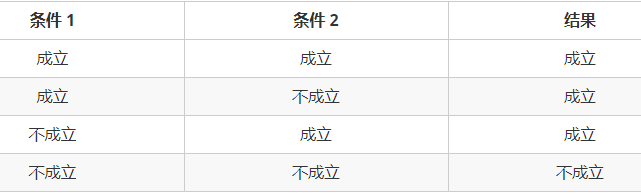 条件 1 条件 2 结果
成立 成立 成立
成立 不成立 成立
不成立 成立 成立
不成立 不成立 不成立